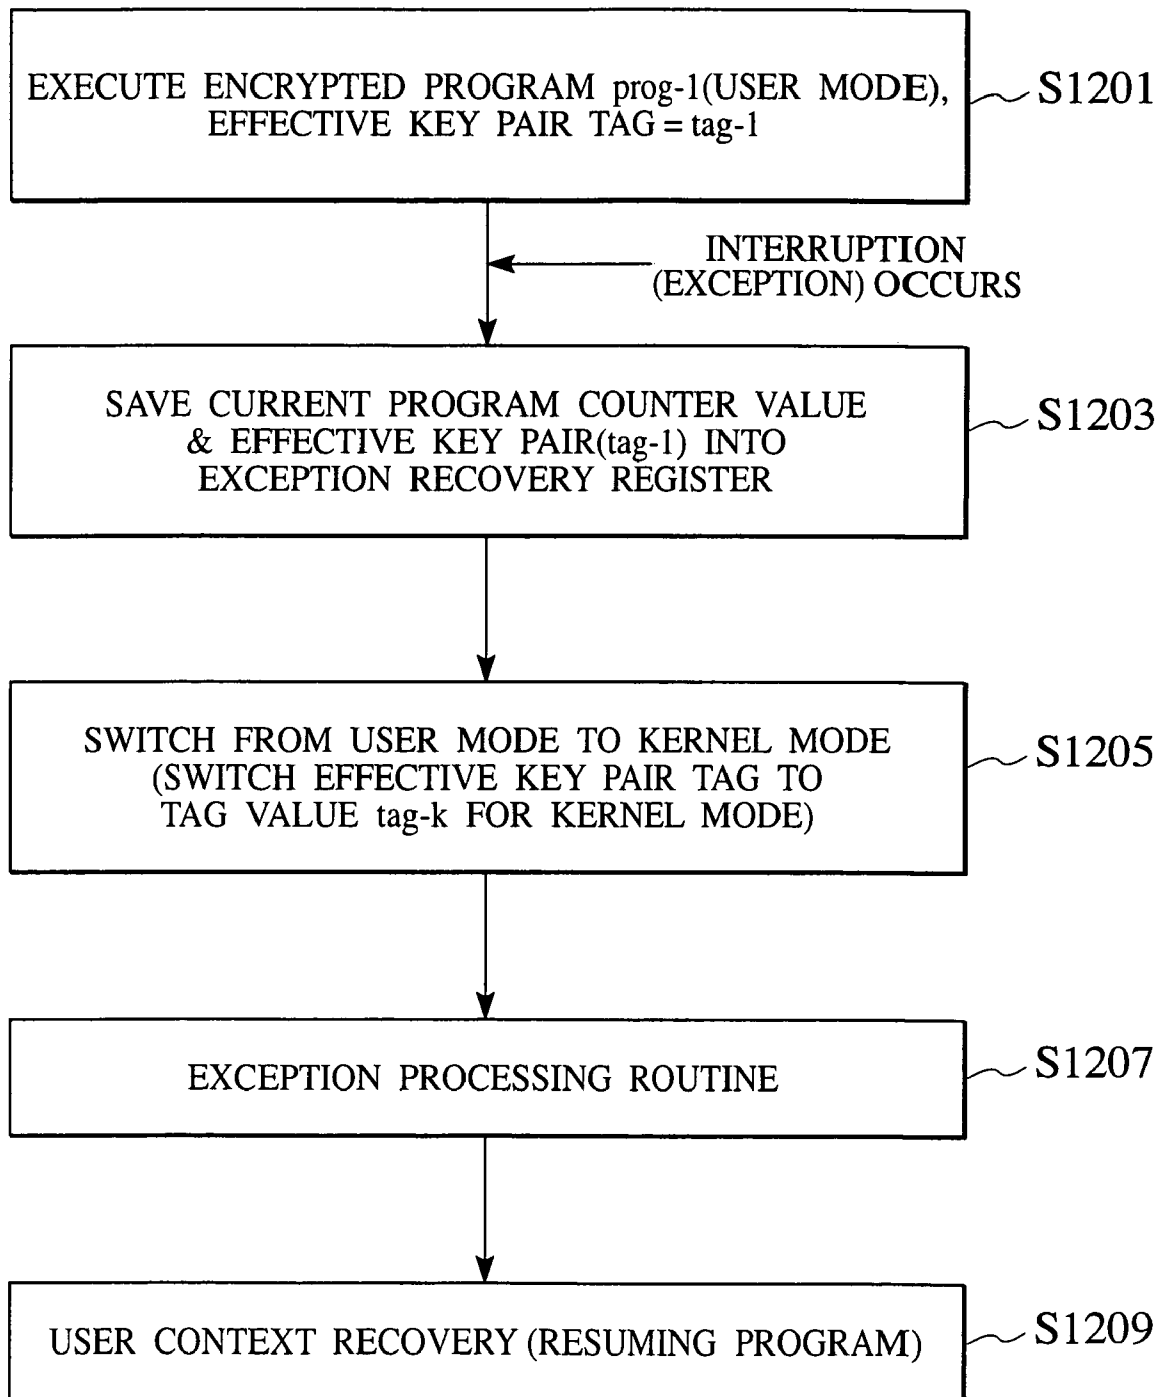 EXECUTE ENCRYPTED PROGRAM prog-1(USER MODE),
EFFECTIVE KEY PAIR TAG = tag-1
S1201
INTERRUPTION
(EXCEPTION) OCCURS
SAVE CURRENT PROGRAM COUNTER VALUE
& EFFECTIVE KEY PAIR(tag-1) INTO
EXCEPTION RECOVERY REGISTER
S1203
SWITCH FROM USER MODE TO KERNEL MODE
(SWITCH EFFECTIVE KEY PAIR TAG TO
TAG VALUE tag-k FOR KERNEL MODE)
S1205
EXCEPTION PROCESSING ROUTINE
S1207
USER CONTEXT RECOVERY (RESUMING PROGRAM)
S1209